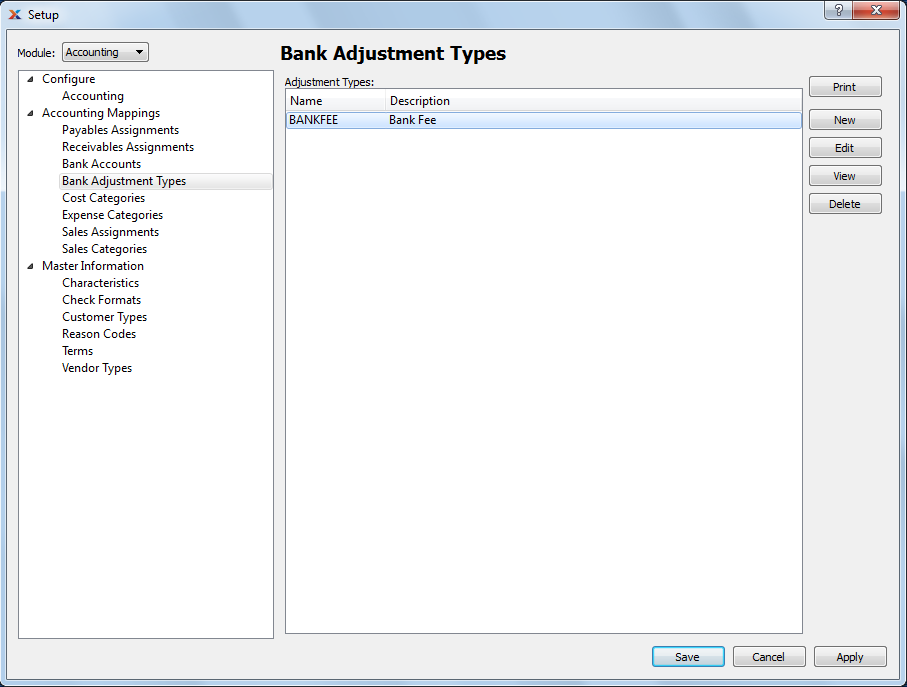 Setup
?
Module: Accounting
Configure
Accounting
Accounting Mappings
Payables Assignments
Receivables Assignments
Bank Accounts
Bank Adjustment Types
Cost Categories
Expense Categories
Sales Assignments
Sales Categories
Master Information
Characteristics
Check Formats
Customer Types
Reason Codes
Terms
Vendor Types
Bank Adjustment Types
Adjustment Types:
Name Description
BANKFEE Bank Fee
Print
New
Edit
View
Delete
Save Cancel Apply